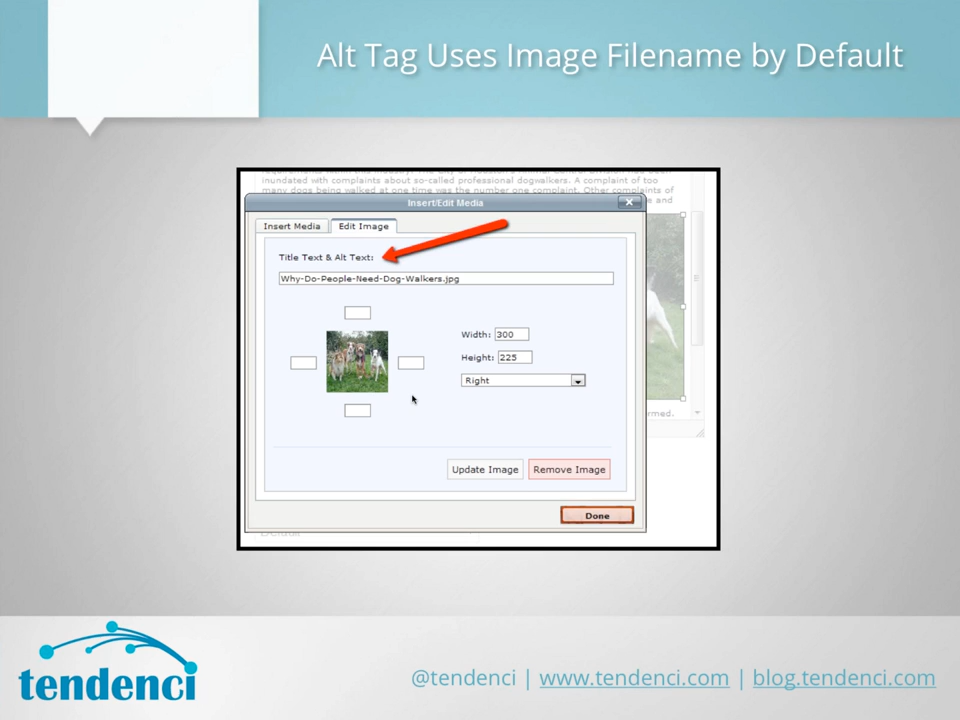 Alt Tag Uses Image Filename by Default
inundated with complaints about so-called professional dogwalkers. A complaint of too
many dogs being walked at one time was the number one complaint. Other complaints of
Insert/Edit Media
e and
Insert Media
Edit Image
Title Text & Alt Text:
Why-Do-People-Need-Dog-Walkers.jpg
Width: 300
Height: 225
Right
rmed.
Update Image
Remove Image
Done
tendenci
@tendenci | www.tendenci.com | blog.tendenci.com